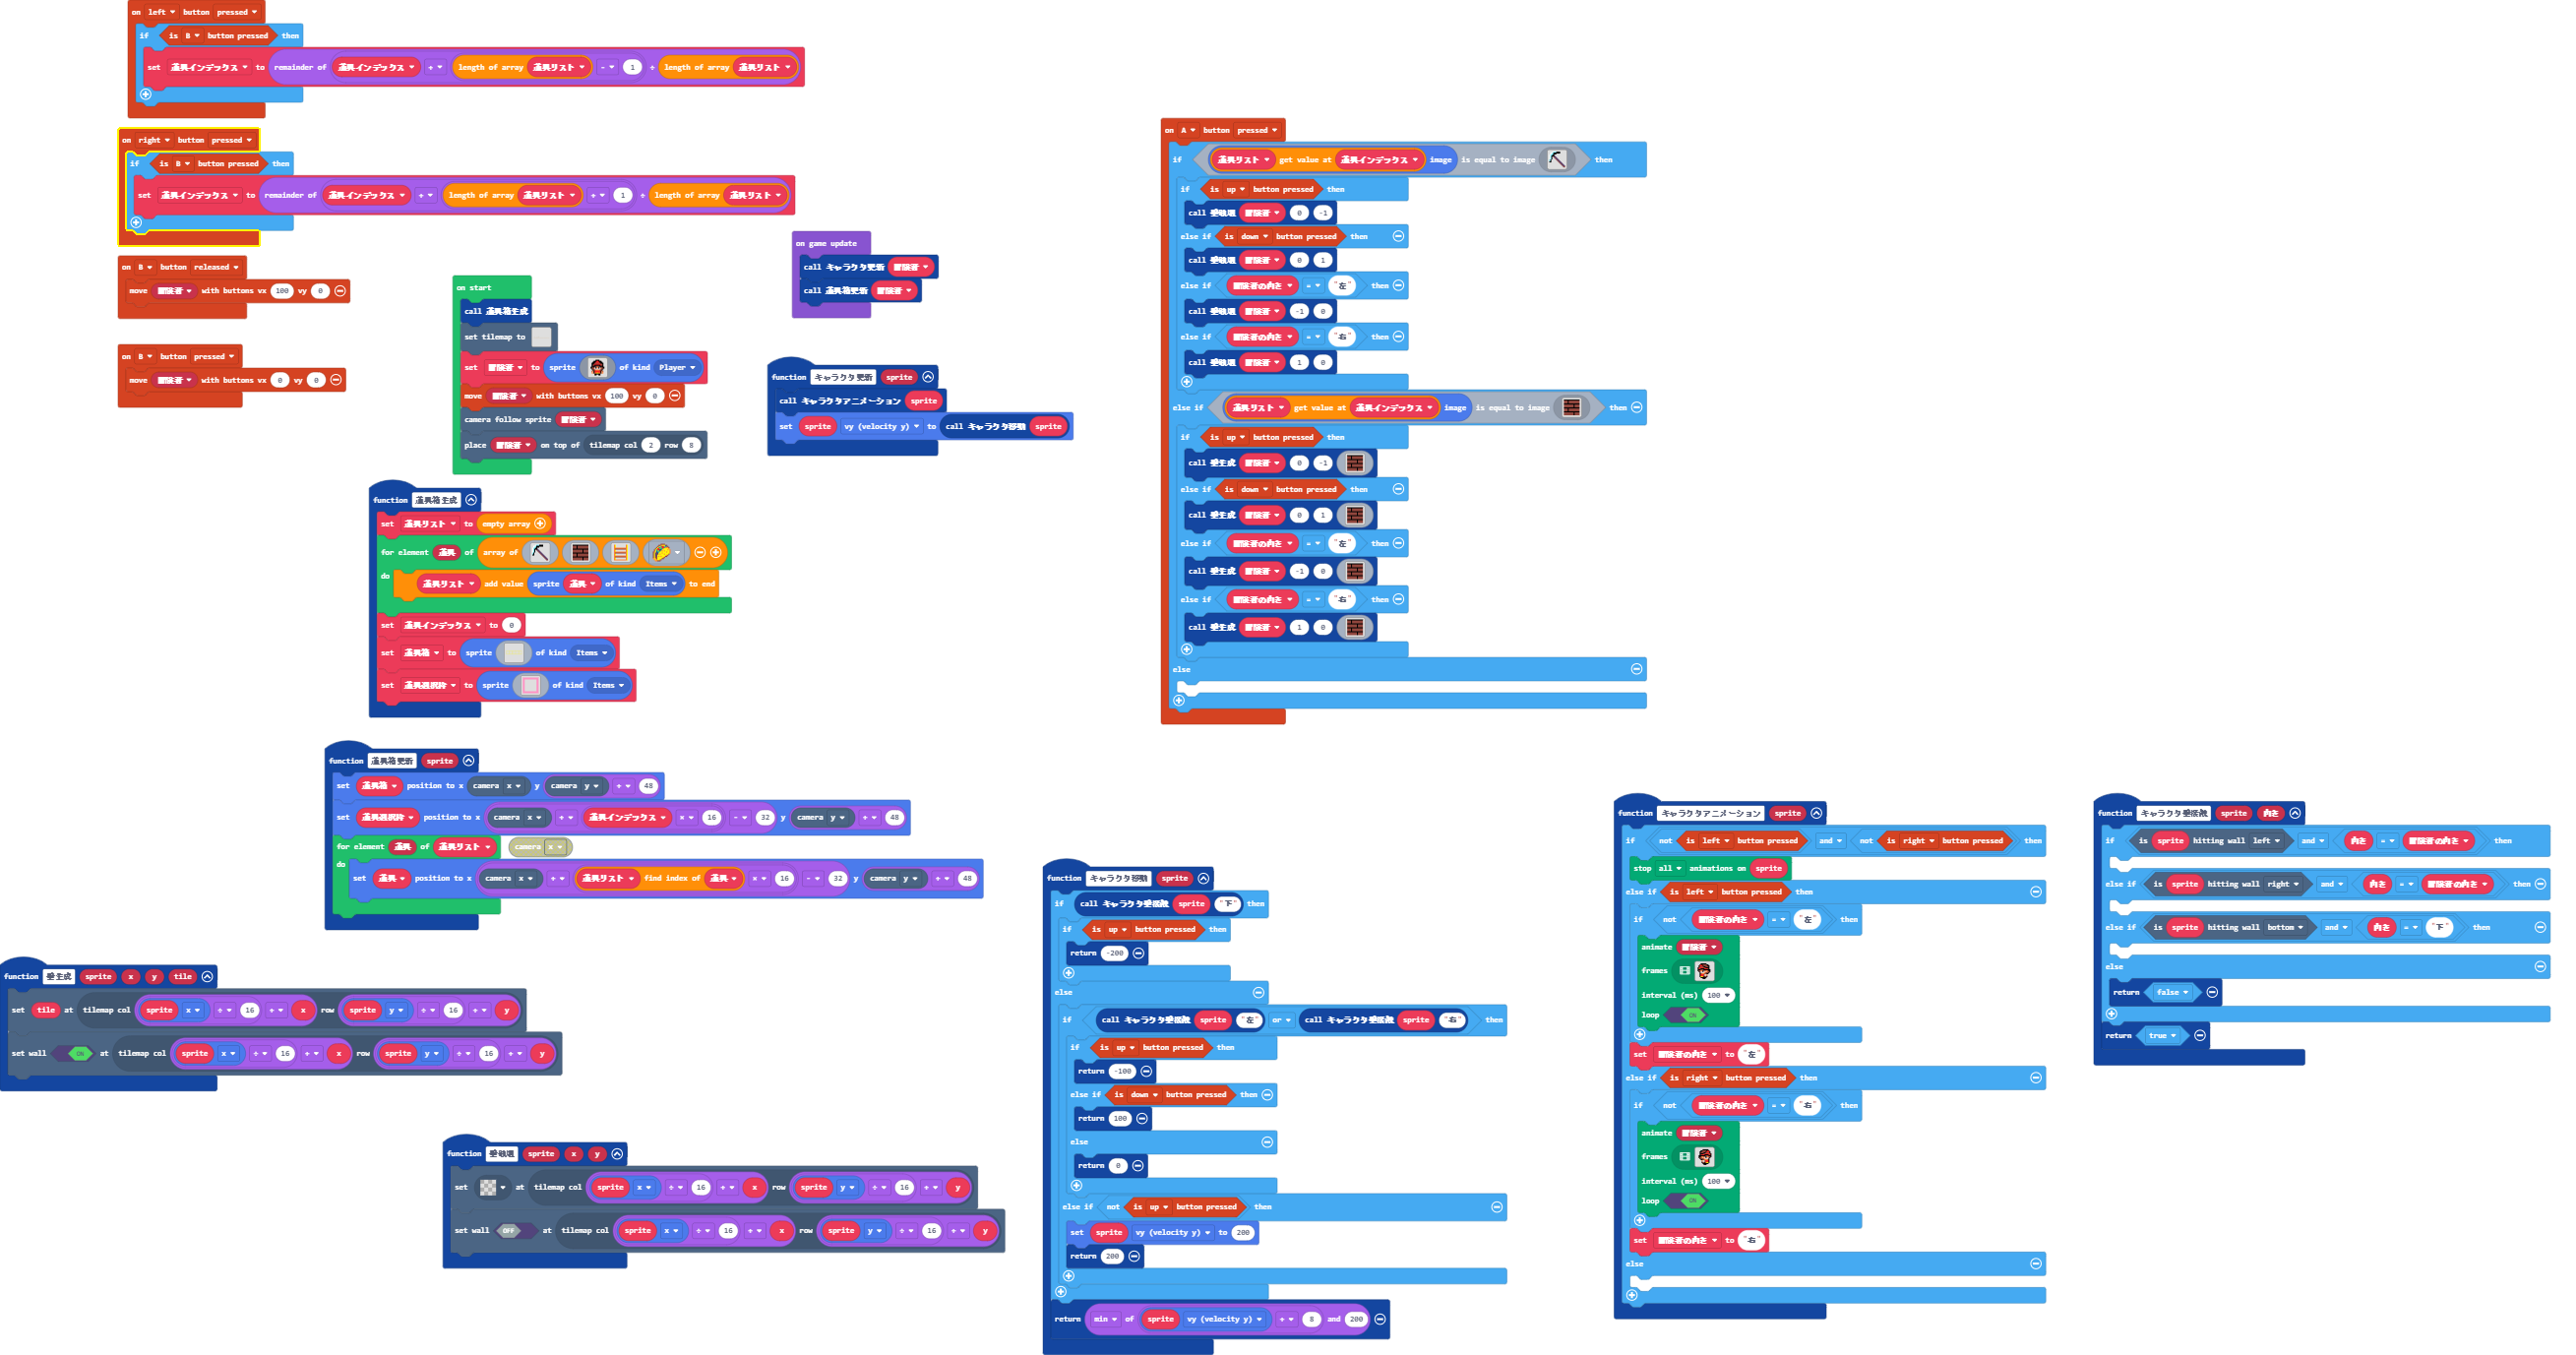 on left button pressed
if is B button pressed then
set 道具インデックス to remainder of 道具インデックス + length of array 道具リスト - 1 ÷ length of array 道具リスト
on right button pressed
if is B button pressed then
set 道具インデックス to remainder of 道具インデックス + length of array 道具リスト + 1 ÷ length of array 道具リスト
on B button released
move 冒険者 with buttons vx 100 vy 0
on B button pressed
move 冒険者 with buttons vx 0 vy 0
on start
call 道具箱生成
set tilemap to
set 冒険者 to sprite of kind Player
move 冒険者 with buttons vx 100 vy 0
camera follow sprite 冒険者
place 冒険者 on top of tilemap col 2 row 8
on game update
call キャラクタ更新 冒険者
call 道具箱更新 冒険者
function キャラクタ更新 sprite
call キャラクタアニメーション sprite
set sprite vy (velocity y) to call キャラクタ移動 sprite
function 道具箱生成
set 道具リスト to empty array
for element 道具 of array of
do
道具リスト add value sprite 道具 of kind Items to end
set 道具インデックス to 0
set 道具箱 to sprite of kind Items
set 道具選択枠 to sprite of kind Items
function 道具箱更新 sprite
set 道具箱 position to x camera x y camera y + 48
set 道具選択枠 position to x camera x + 道具インデックス × 16 - 32 y camera y + 48
for element 道具 of 道具リスト
camera x
do
set 道具 position to x camera x + 道具リスト find index of 道具 × 16 - 32 y camera y + 48
function 壁生成 sprite x y tile
set tile at tilemap col sprite x ÷ 16 + x row sprite y ÷ 16 + y
set wall ON at tilemap col sprite x ÷ 16 + x row sprite y ÷ 16 + y
function 壁破壊 sprite x y
set at tilemap col sprite x ÷ 16 + x row sprite y ÷ 16 + y
set wall OFF at tilemap col sprite x ÷ 16 + x row sprite y ÷ 16 + y
on A button pressed
if 道具リスト get value at 道具インデックス image is equal to image then
if is up button pressed then
call 壁破壊 冒険者 0 -1
else if is down button pressed then
call 壁破壊 冒険者 0 1
else if 冒険者の向き = "左" then
call 壁破壊 冒険者 -1 0
else if 冒険者の向き = "右" then
call 壁破壊 冒険者 1 0
else if 道具リスト get value at 道具インデックス image is equal to image then
if is up button pressed then
call 壁生成 冒険者 0 -1
else if is down button pressed then
call 壁生成 冒険者 0 1
else if 冒険者の向き = "左" then
call 壁生成 冒険者 -1 0
else if 冒険者の向き = "右" then
call 壁生成 冒険者 1 0
else
function キャラクタ移動 sprite
if call キャラクタ壁接触 sprite "下" then
if is up button pressed then
return -200
else
if call キャラクタ壁接触 sprite "左" or call キャラクタ壁接触 sprite "右" then
if is up button pressed then
return -100
else if is down button pressed then
return 100
else
return 0
else if not is up button pressed then
set sprite vy (velocity y) to 200
return 200
return min of sprite vy (velocity y) + 8 and 200
function キャラクタアニメーション sprite
if not is left button pressed and not is right button pressed then
stop all animations on sprite
else if is left button pressed then
if not 冒険者の向き = "左" then
animate 冒険者
frames
interval (ms) 100
loop ON
set 冒険者の向き to "左"
else if is right button pressed then
if not 冒険者の向き = "右" then
animate 冒険者
frames
interval (ms) 100
loop ON
set 冒険者の向き to "右"
else
function キャラクタ壁接触 sprite 向き
if is sprite hitting wall left and 向き = 冒険者の向き then
else if is sprite hitting wall right and 向き = 冒険者の向き then
else if is sprite hitting wall bottom and 向き = "下" then
else
return false
return true